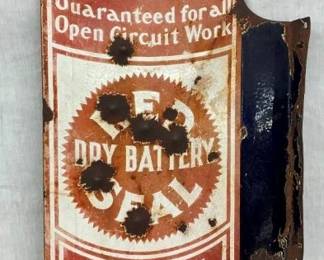 Guaranteed for all
Open Circuit Work
RED
DRY BATTERY
SEAL